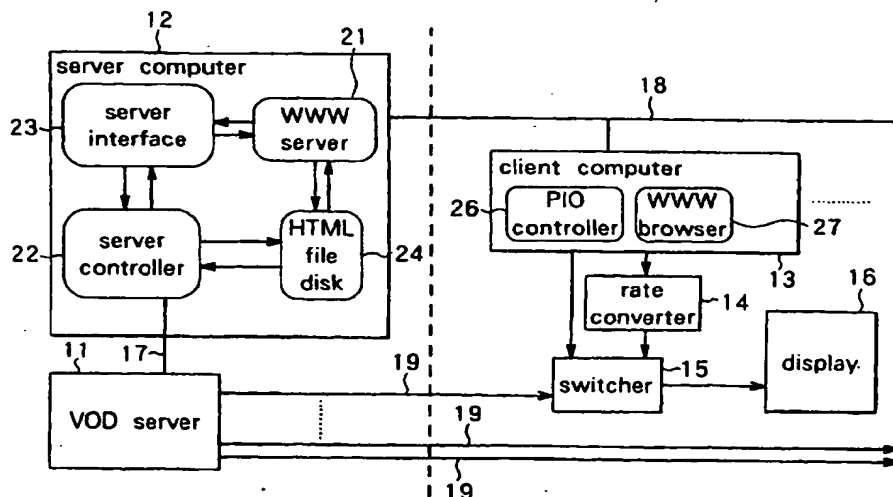 12
server computer
21
23
server
interface
WWW
server
18
22
server
controller
HTML
file
disk
24
client computer
26
PIO
controller
WWW
browser
27
13
rate
converter
14
16
17
11
VOD server
19
switcher
15
display.
19
19